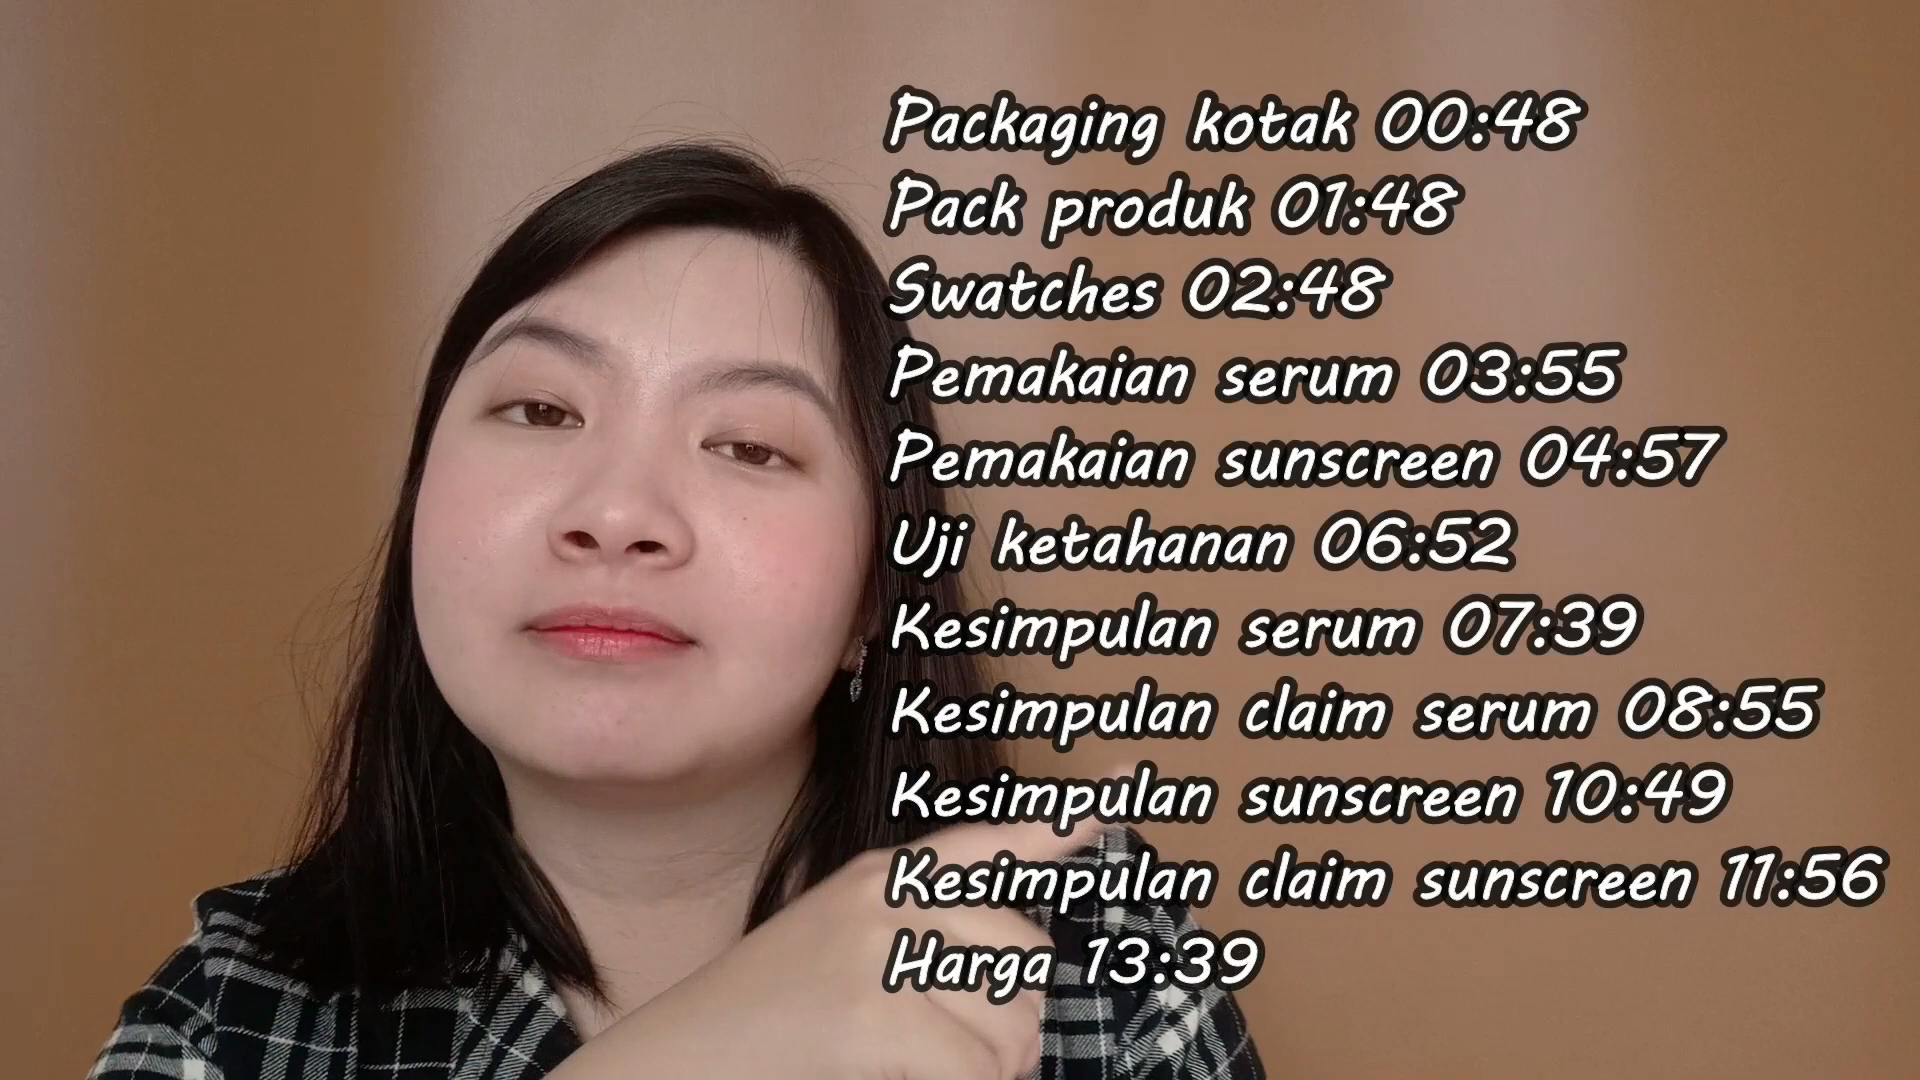 Packaging kotak 00:48
Pack produk 01:48
Swatches 02:48
Pemakaian serum 03:55
Pemakaian sunscreen 04:57
Uji ketahanan 06:52
Kesimpulan serum 07:39
Kesimpulan claim serum 08:55
Kesimpulan sunscreen 10:49
Kesimpulan claim sunscreen 11:56
Harga 13:39